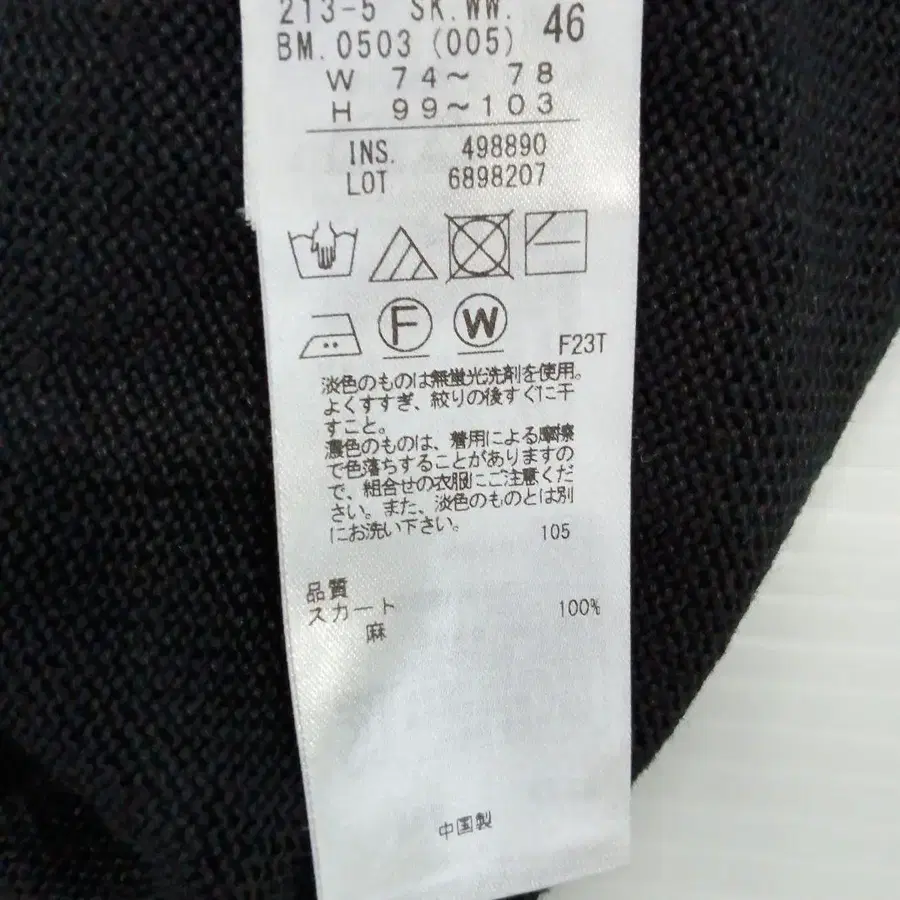 213-5 SK.WW.
BM.0503 (005) 46
W 74～ 78
H 99～103
INS. 498890
LOT 6898207
F W
F23T
淡色のものは無蛍光洗剤を使用。
よくすすぎ、絞りの後すぐに干
すこと。
濃色のものは、着用による摩擦
で色落ちすることがありますの
で、組合せの衣服にご注意くだ
さい。また、淡色のものとは別
にお洗い下さい。
105
品質
スカート
麻 100%
中国製